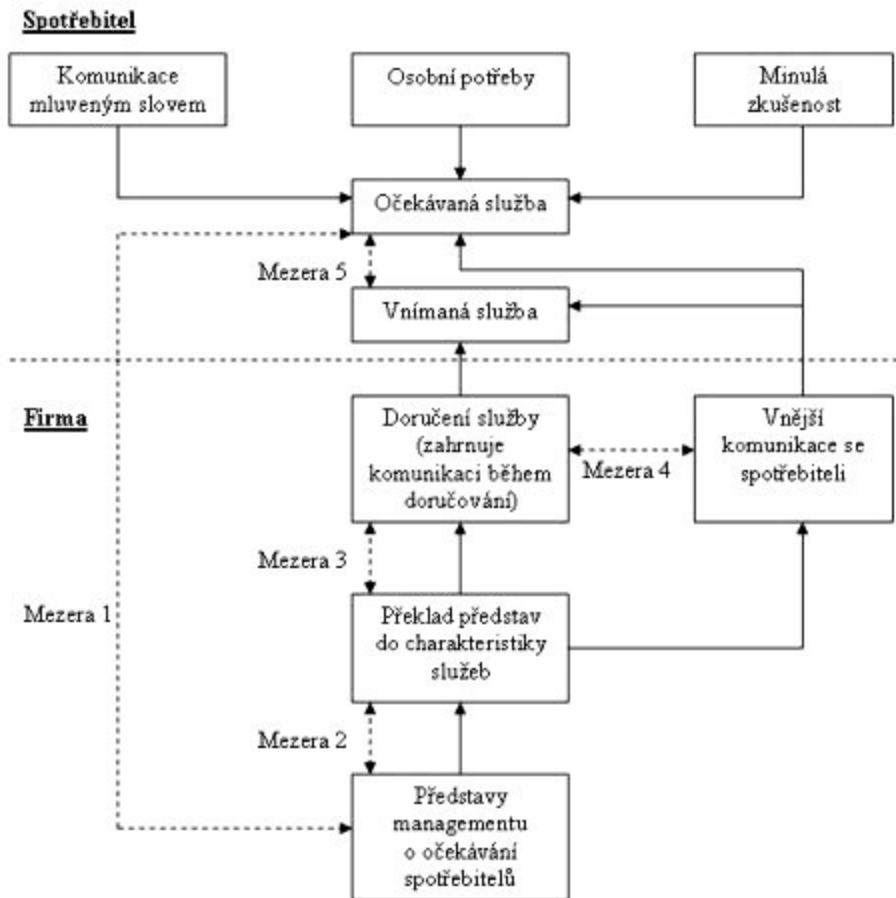 Spotřebitel
Komunikace
mluveným slovem
Osobní potřeby
Minulá
zkušenost
Očekávaná služba
Mezera 5
Vnímaná služba
Firma
Doručení služby
(zahrnuje
komunikaci během
doručování)
Mezera 4
Vnější
komunikace se
spotřebiteli
Mezera 3
Mezera 1
Překlad představ
do charakteristiky
služeb
Mezera 2
Představy
managementu
o očekávání
spotřebitelů